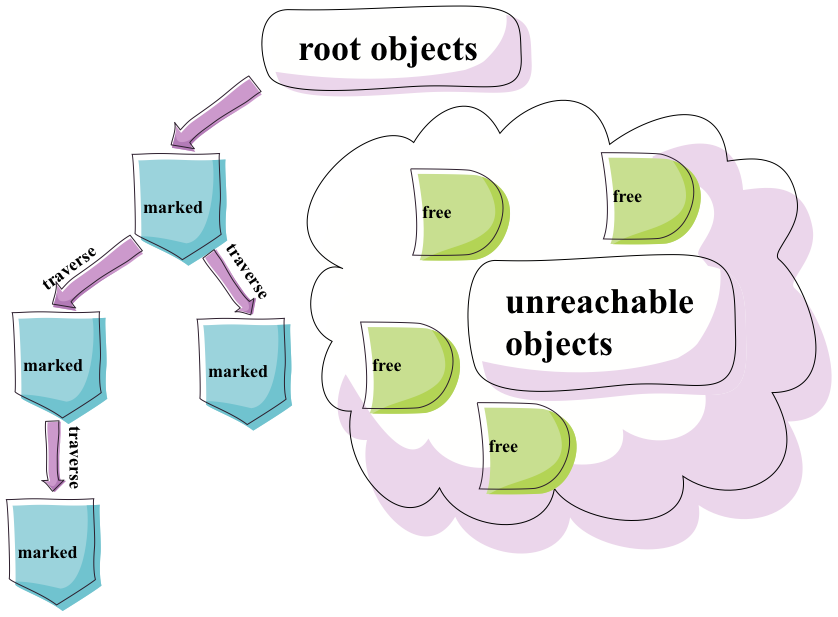 root objects
marked
traverse
traverse
marked
marked
traverse
marked
free
free
unreachable
objects
free
free